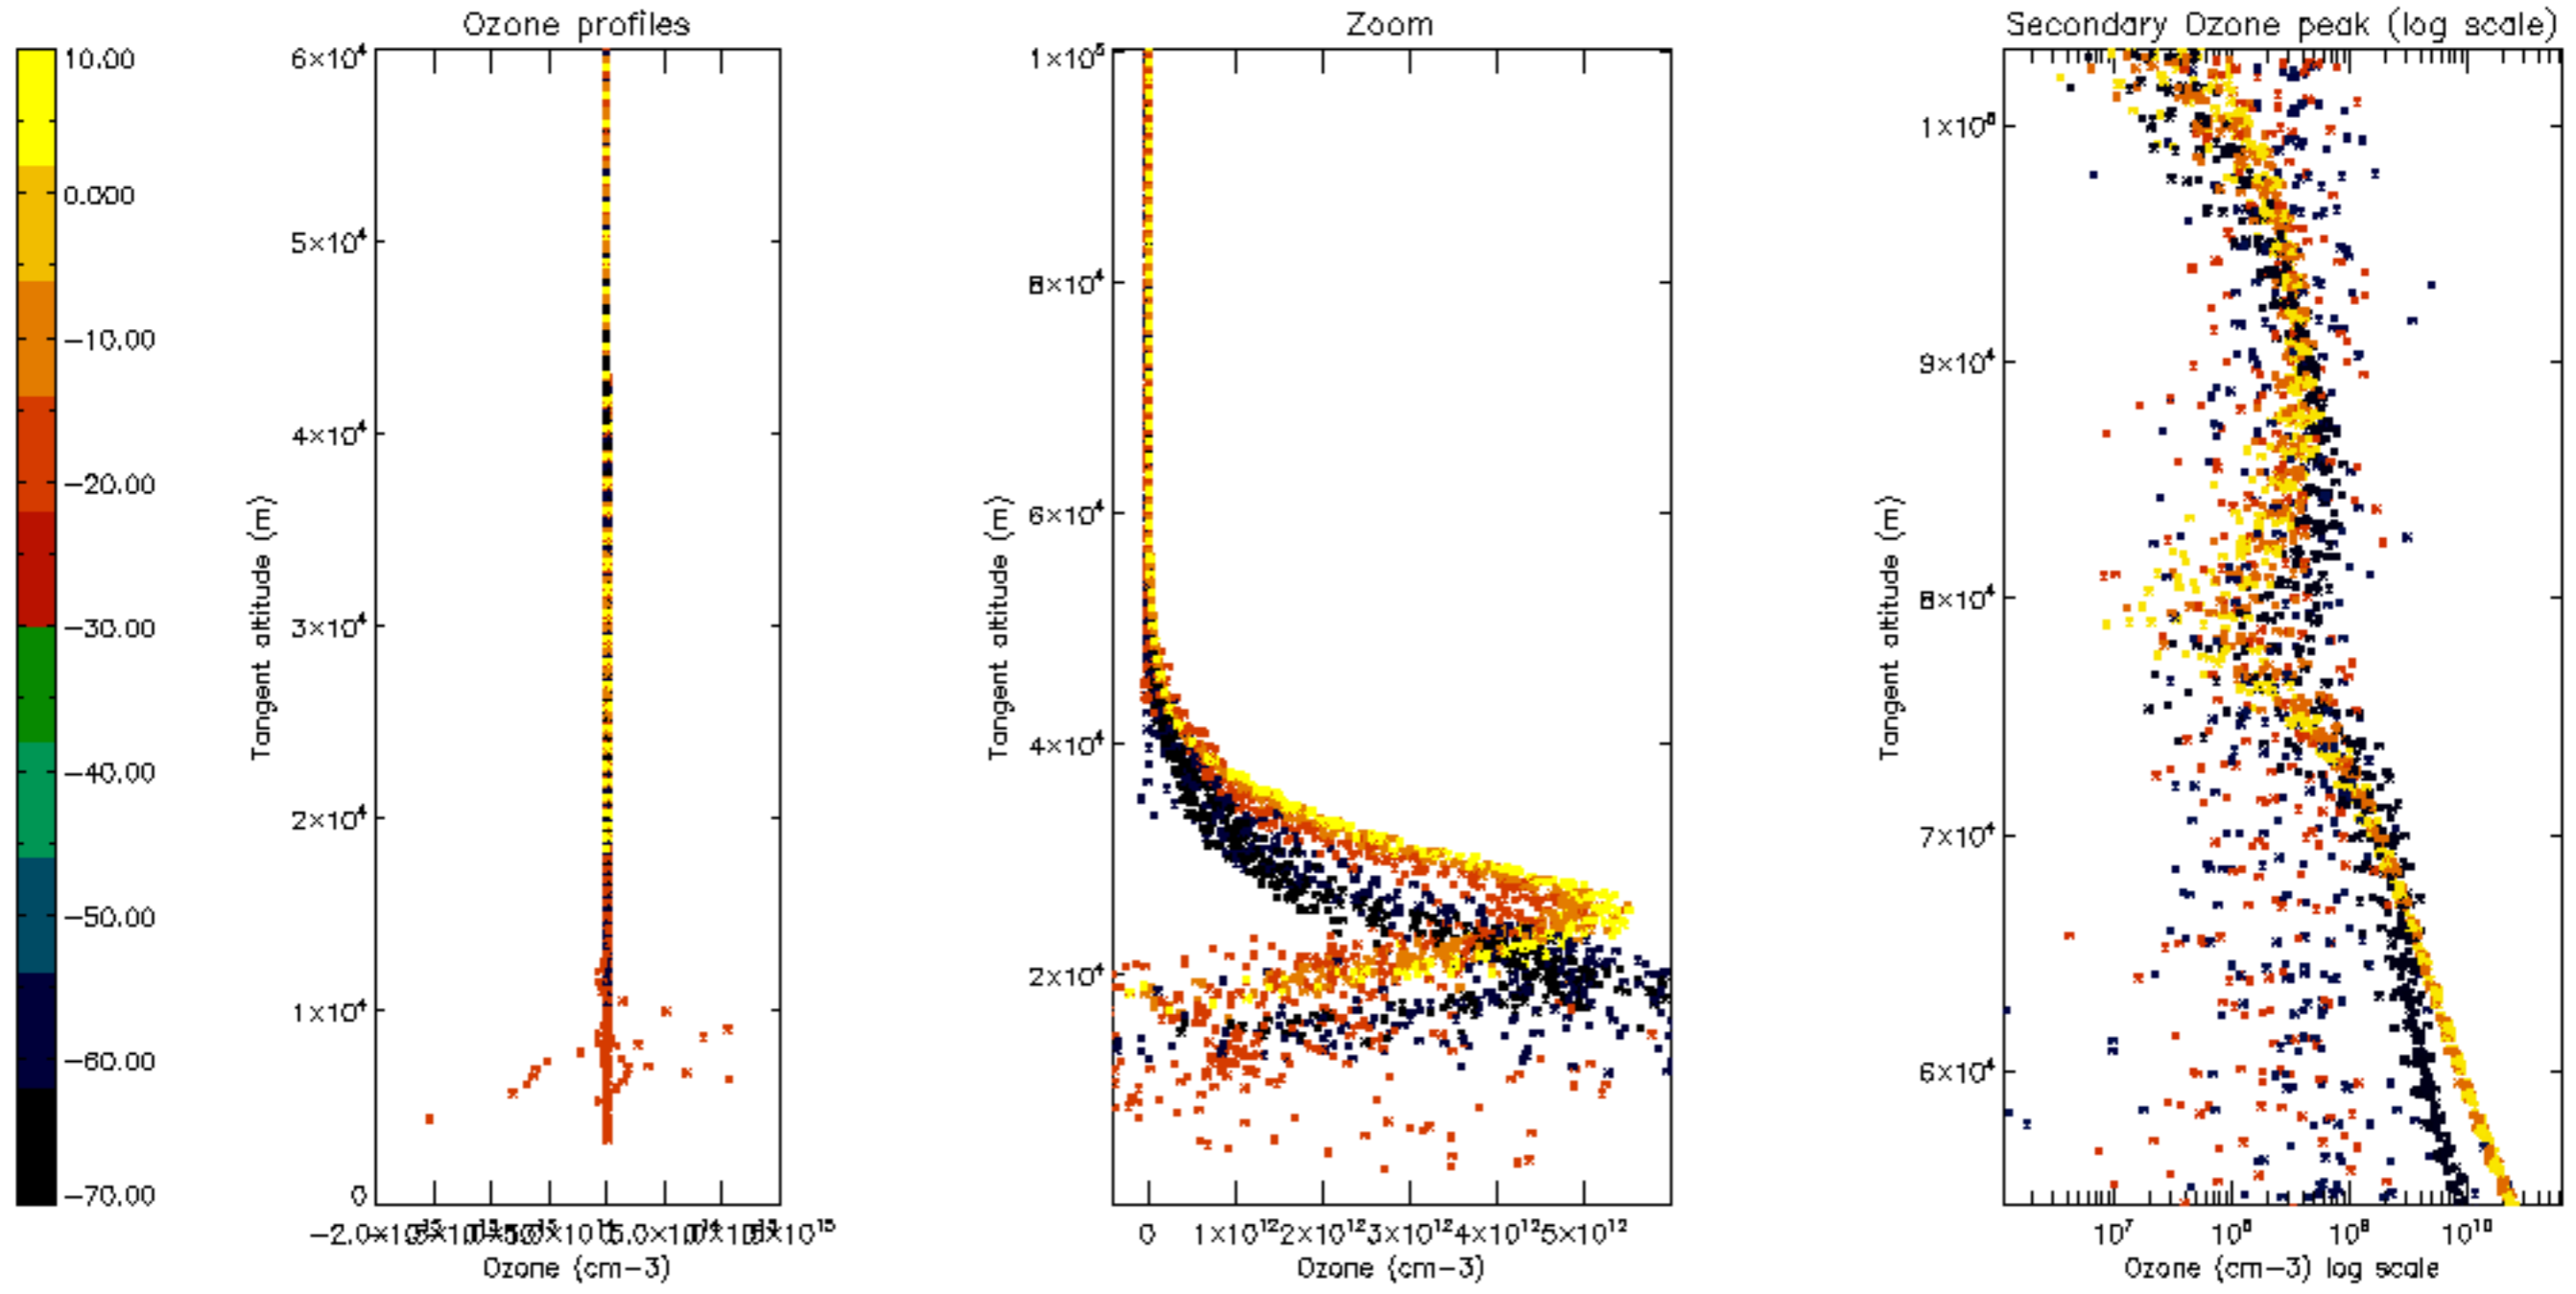 Ozone profiles
Zoom
Secondary Ozone peak (log scale)
10.00
0.00
−10.00
−20.00
−30.00
−40.00
−50.00
−60.00
−70.00
6×10⁴
5×10⁴
4×10⁴
3×10⁴
2×10⁴
1×10⁴
0
Tangent altitude (m)
Ozone (cm−3)
1×10⁵
8×10⁴
6×10⁴
4×10⁴
2×10⁴
Tangent altitude (m)
0 1×10¹² 2×10¹² 3×10¹² 4×10¹² 5×10¹²
Ozone (cm−3)
1×10⁵
9×10⁴
8×10⁴
7×10⁴
6×10⁴
Tangent altitude (m)
10⁷ 10⁸ 10⁹ 10¹⁰
Ozone (cm−3) log scale